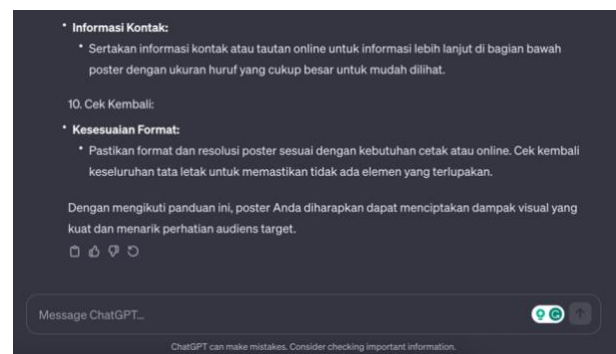 • Informasi Kontak:
• Sertakan informasi kontak atau tautan online untuk informasi lebih lanjut di bagian bawah
poster dengan ukuran huruf yang cukup besar untuk mudah dilihat.
10. Cek Kembali:
• Kesesuaian Format:
• Pastikan format dan resolusi poster sesuai dengan kebutuhan cetak atau online. Cek kembali
keseluruhan tata letak untuk memastikan tidak ada elemen yang terlupakan.
Dengan mengikuti panduan ini, poster Anda diharapkan dapat menciptakan dampak visual yang
kuat dan menarik perhatian audiens target.
Message ChatGPT...
ChatGPT can make mistakes. Consider checking important information.